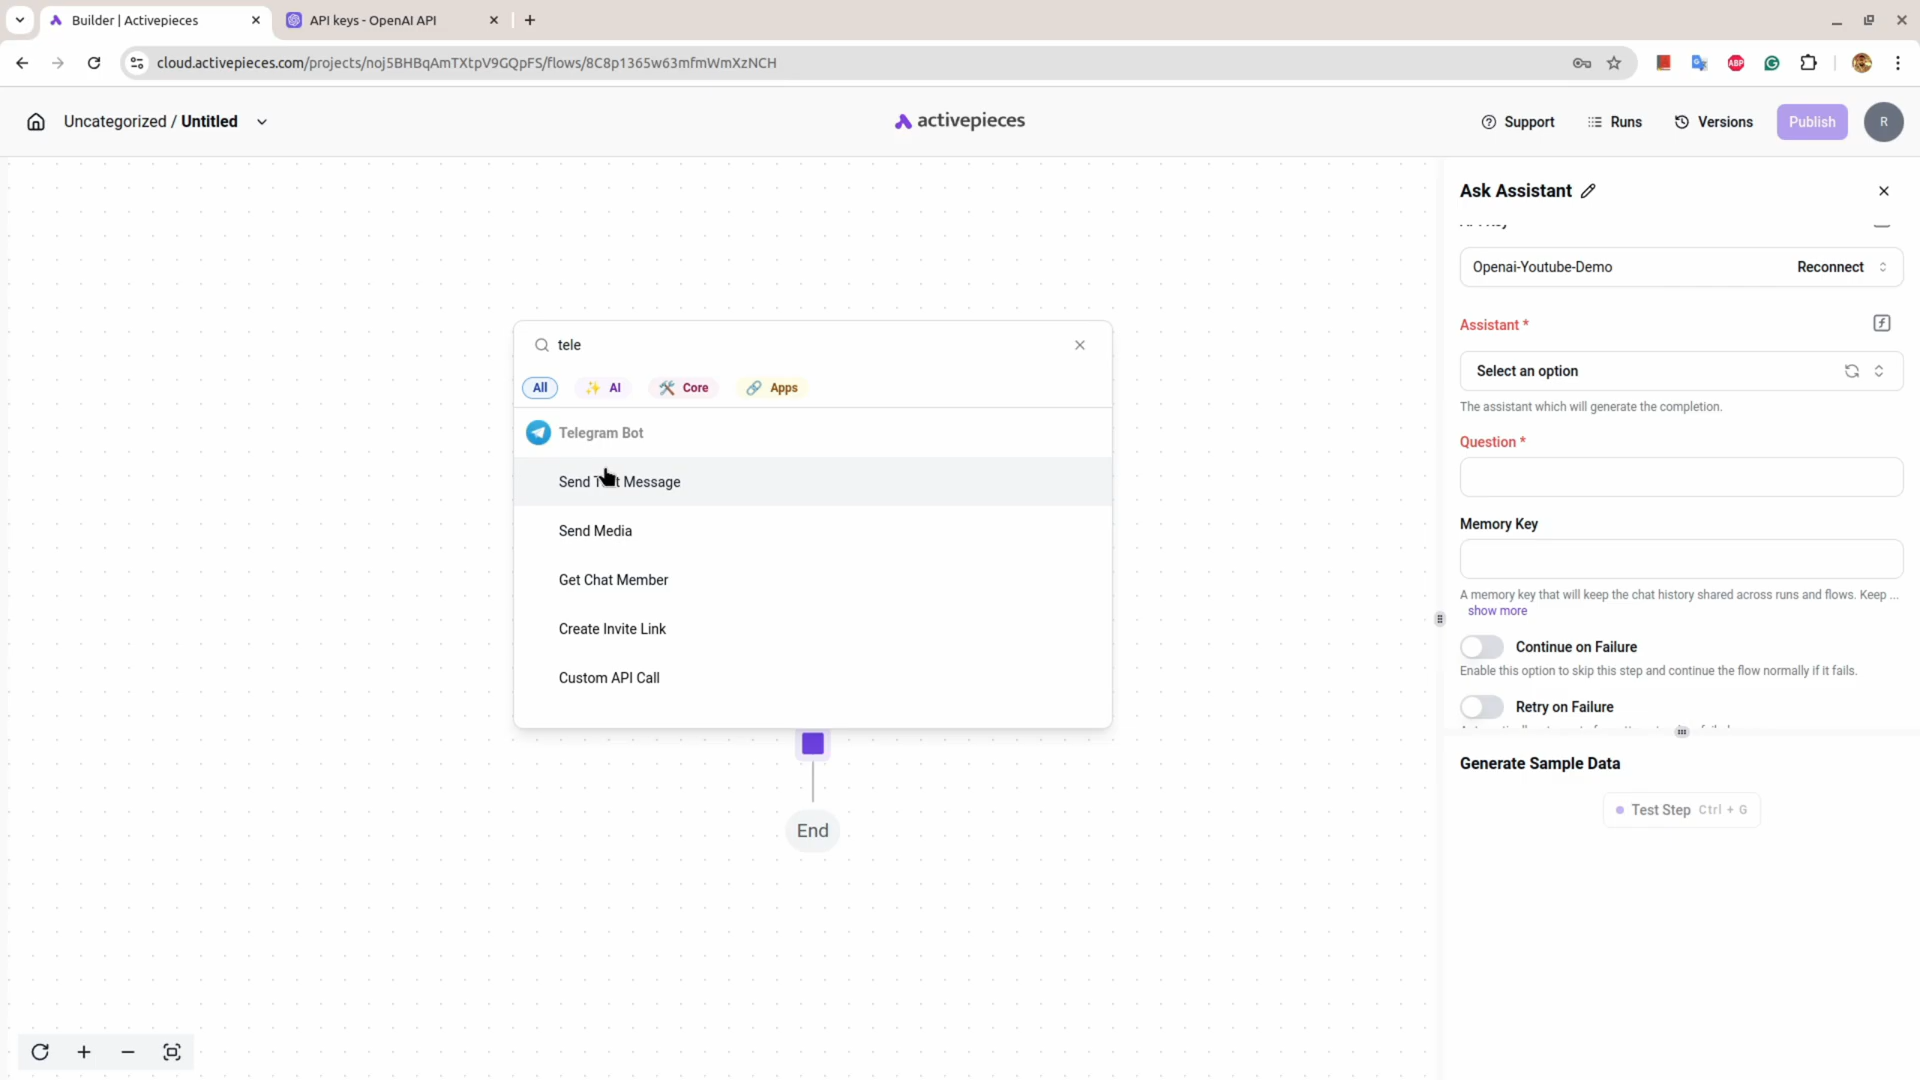 Builder | Activepieces
API keys - OpenAI API
cloud.activepieces.com/projects/noj5BHBqAmTXtpV9GQpFS/flows/8C8p1365w63mfmWmXzNCH
ABP
Uncategorized / Untitled
activepieces
Support
Runs
Versions
Publish
R
Ask Assistant
Openai-Youtube-Demo
Reconnect
Assistant *
Select an option
The assistant which will generate the completion.
Question *
Memory Key
A memory key that will keep the chat history shared across runs and flows. Keep ...
show more
Continue on Failure
Enable this option to skip this step and continue the flow normally if it fails.
Retry on Failure
Generate Sample Data
Test Step Ctrl + G
tele
All
AI
Core
Apps
Telegram Bot
Send Text Message
Send Media
Get Chat Member
Create Invite Link
Custom API Call
End